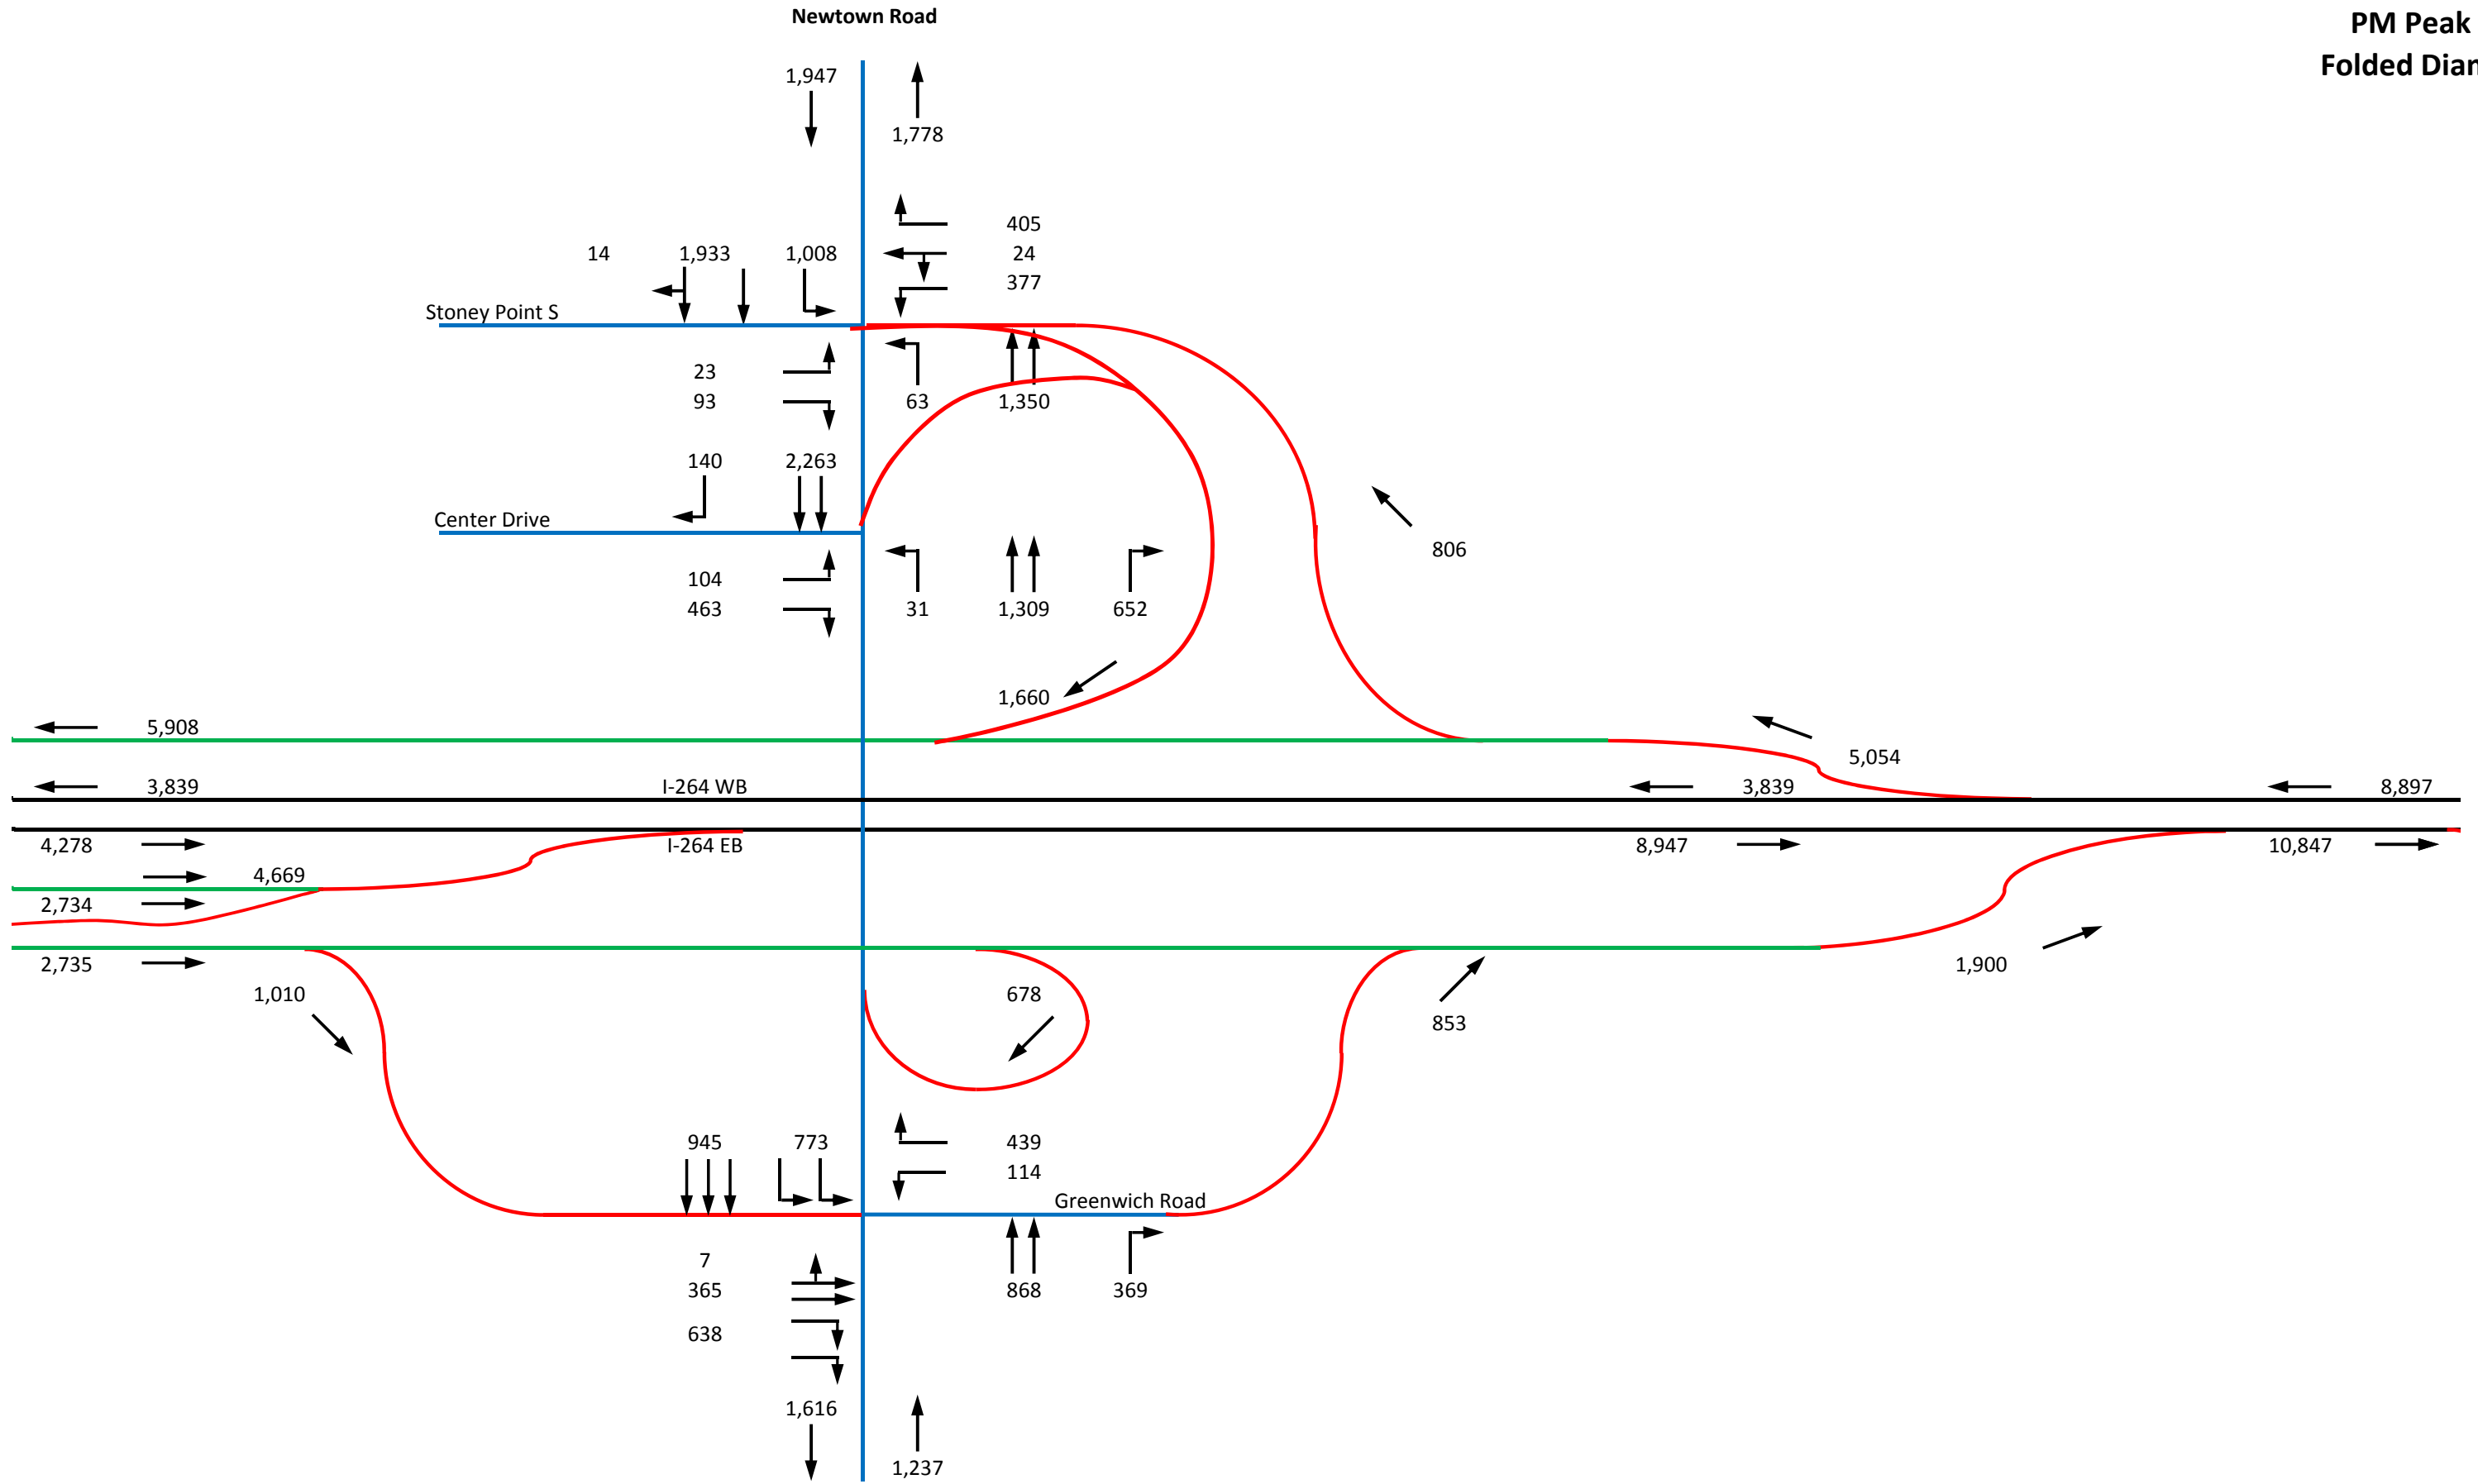 Newtown Road
PM Peak
Folded Dian
1,947
1,778
405
14 1,933 1,008 24
377
Stoney Point S
23
93 63 1,350
140 2,263
Center Drive
806
104
463 31 1,309 652
1,660
5,908
5,054
3,839 I-264 WB 3,839 8,897
4,278 I-264 EB 8,947 10,847
4,669
2,734
2,735 1,900
1,010 678
853
945 773 439
114
Greenwich Road
7
365 868 369
638
1,616
1,237